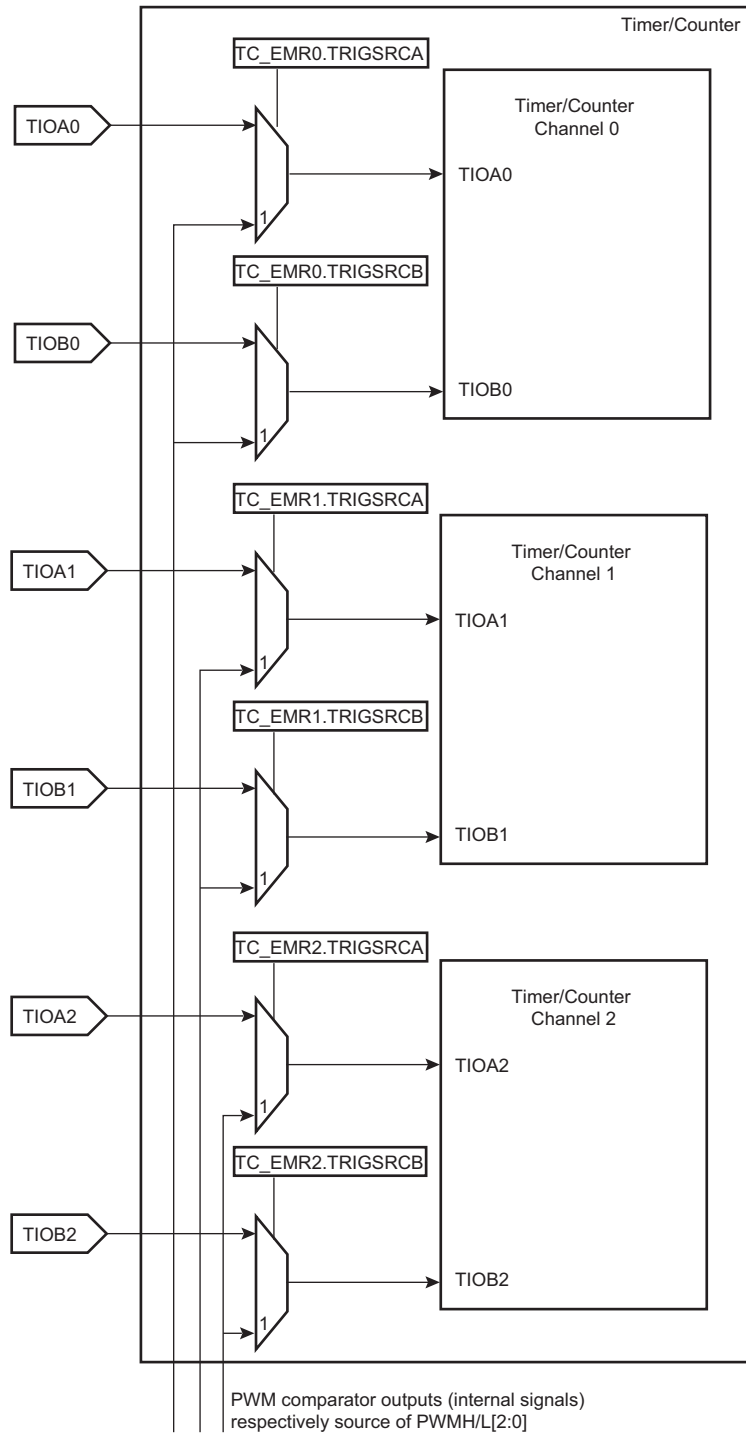 Timer/Counter
TC_EMR0.TRIGSRCA
Timer/Counter
Channel 0
TIOA0
TIOA0
1
TC_EMR0.TRIGSRCB
TIOB0
TIOB0
1
TC_EMR1.TRIGSRCA
Timer/Counter
Channel 1
TIOA1
TIOA1
1
TC_EMR1.TRIGSRCB
TIOB1
TIOB1
1
TC_EMR2.TRIGSRCA
Timer/Counter
Channel 2
TIOA2
TIOA2
1
TC_EMR2.TRIGSRCB
TIOB2
TIOB2
1
PWM comparator outputs (internal signals)
respectively source of PWMH/L[2:0]